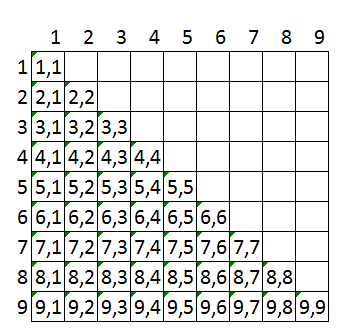 1 2 3 4 5 6 7 8 9
1 1,1
2 2,1 2,2
3 3,1 3,2 3,3
4 4,1 4,2 4,3 4,4
5 5,1 5,2 5,3 5,4 5,5
6 6,1 6,2 6,3 6,4 6,5 6,6
7 7,1 7,2 7,3 7,4 7,5 7,6 7,7
8 8,1 8,2 8,3 8,4 8,5 8,6 8,7 8,8
9 9,1 9,2 9,3 9,4 9,5 9,6 9,7 9,8 9,9